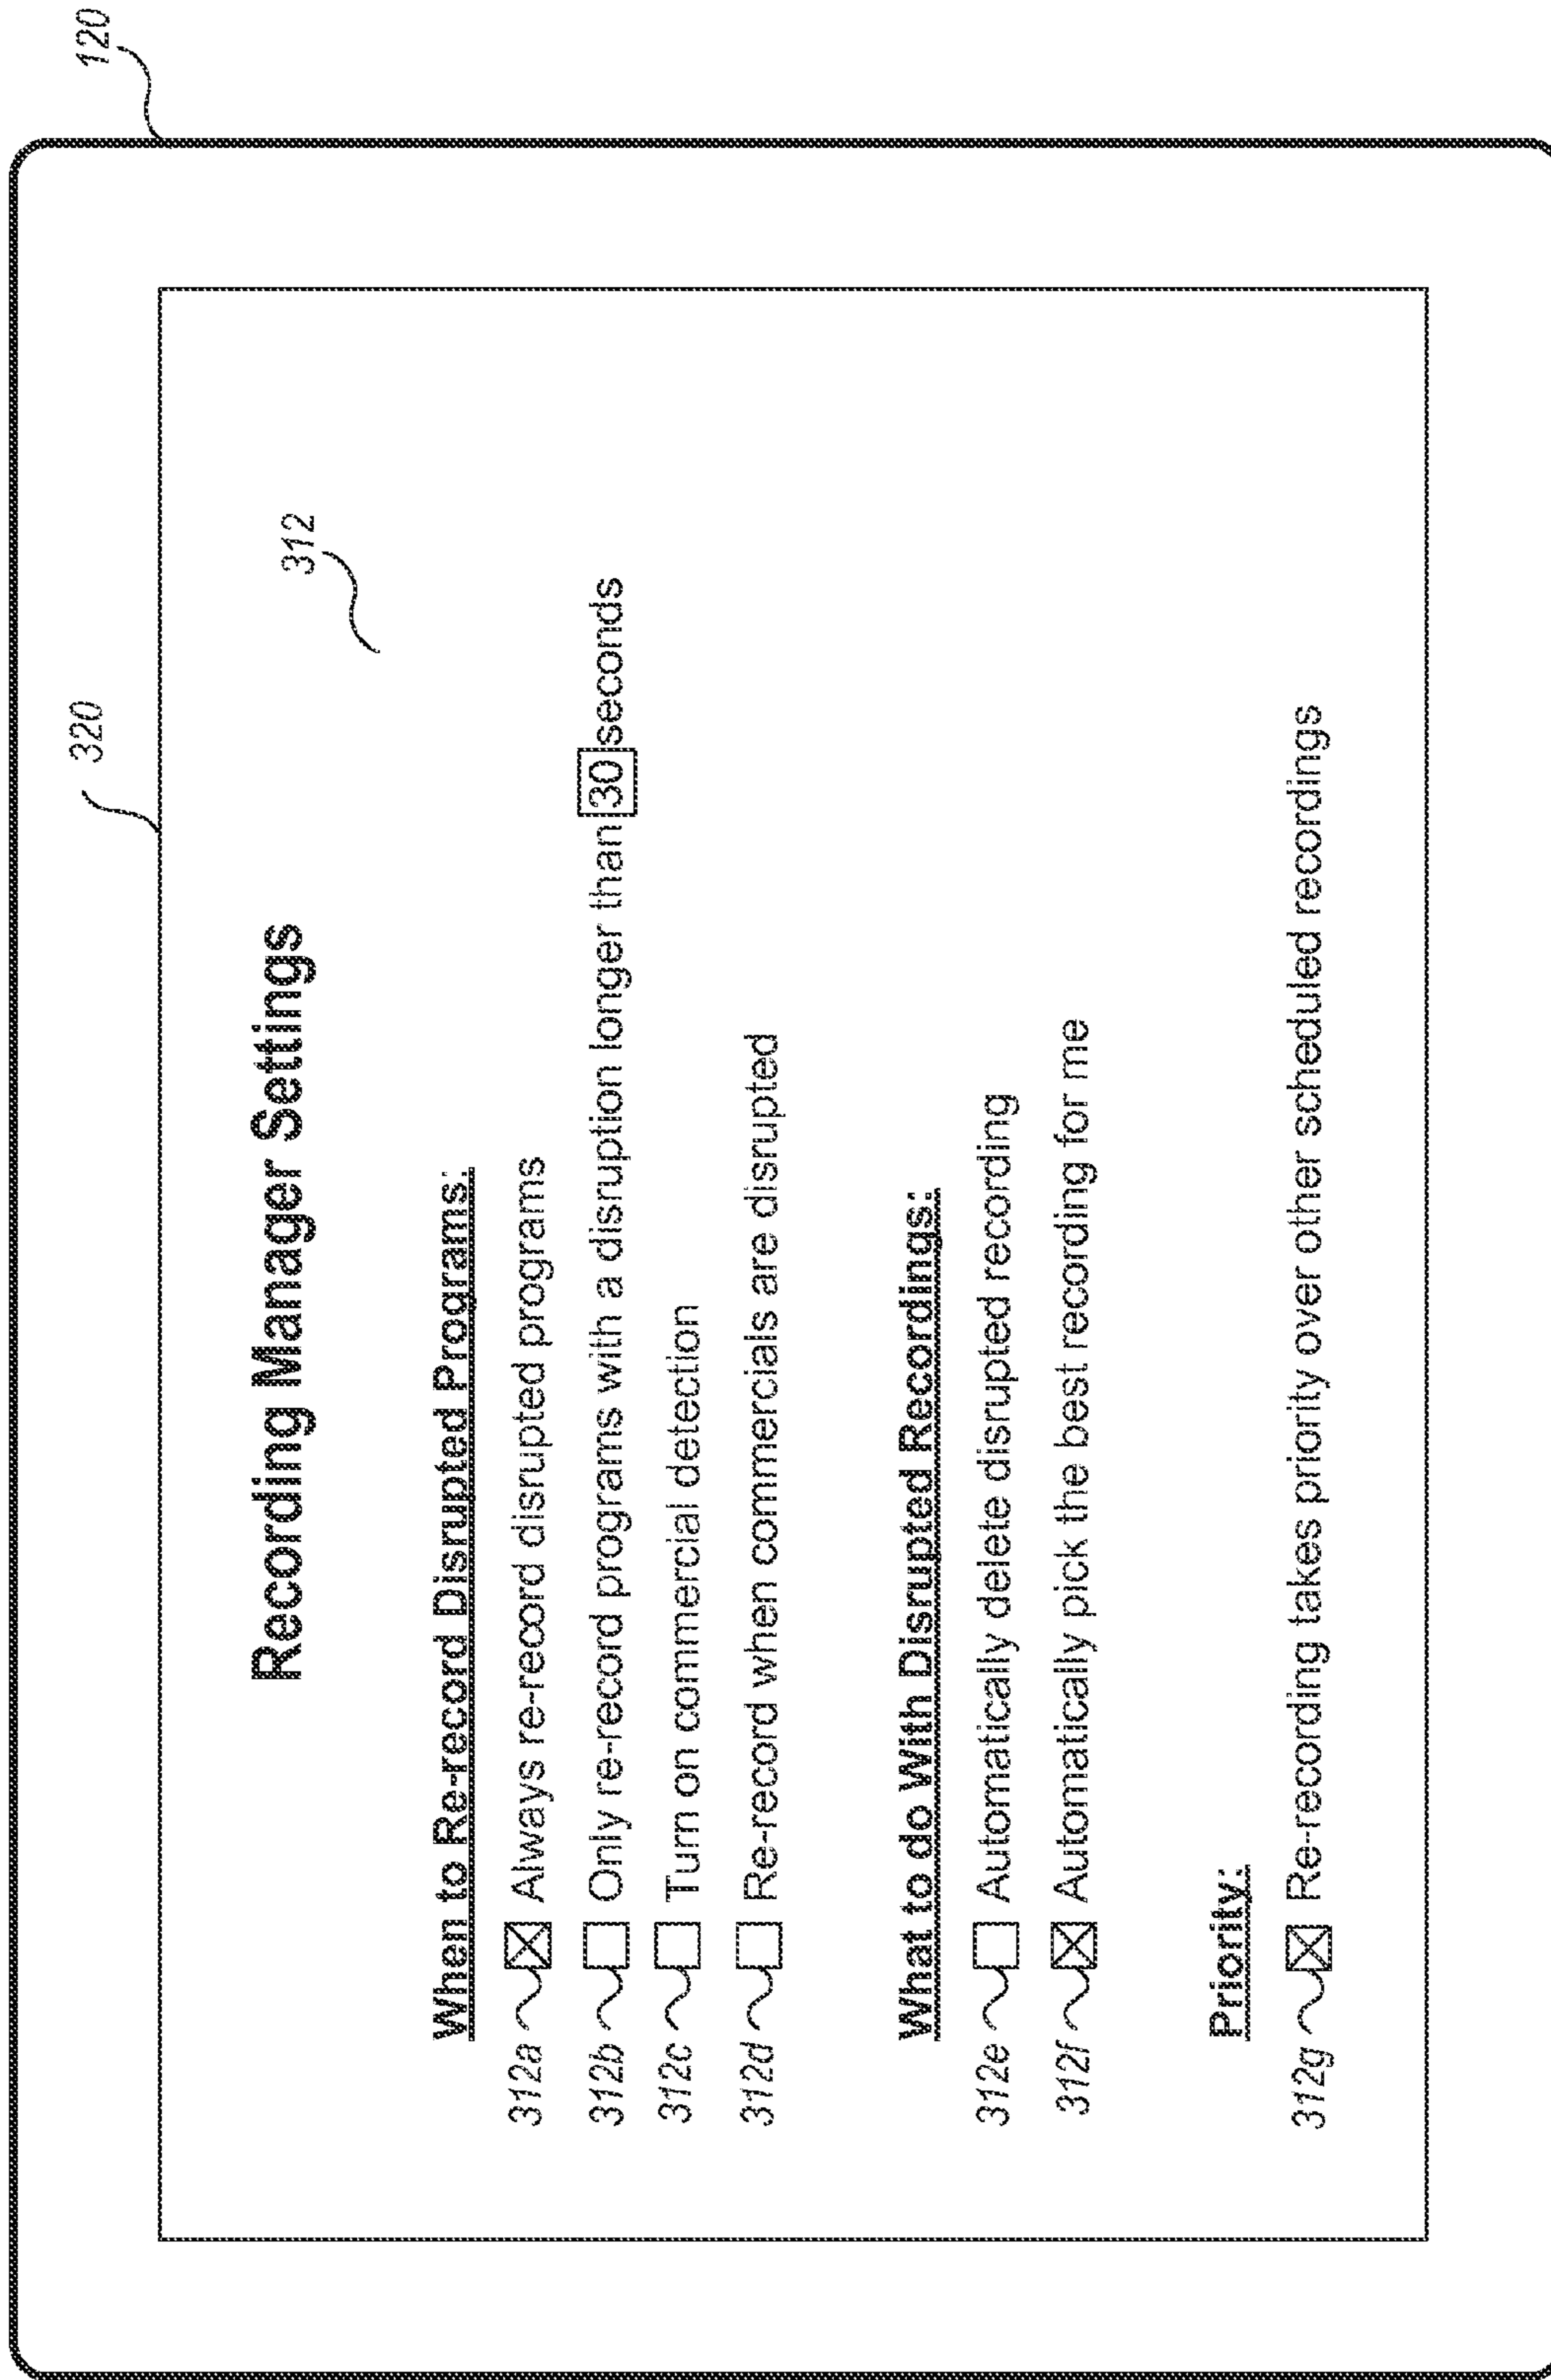 120
320
Recording Manager Settings
312
When to Re-record Disrupted Programs:
312a Always re-record disrupted programs
312b Only re-record programs with a disruption longer than 30 seconds
312c Turn on commercial detection
312d Re-record when commercials are disrupted
What to do With Disrupted Recordings:
312e Automatically delete disrupted recording
312f Automatically pick the best recording for me
Priority:
312g Re-recording takes priority over other scheduled recordings